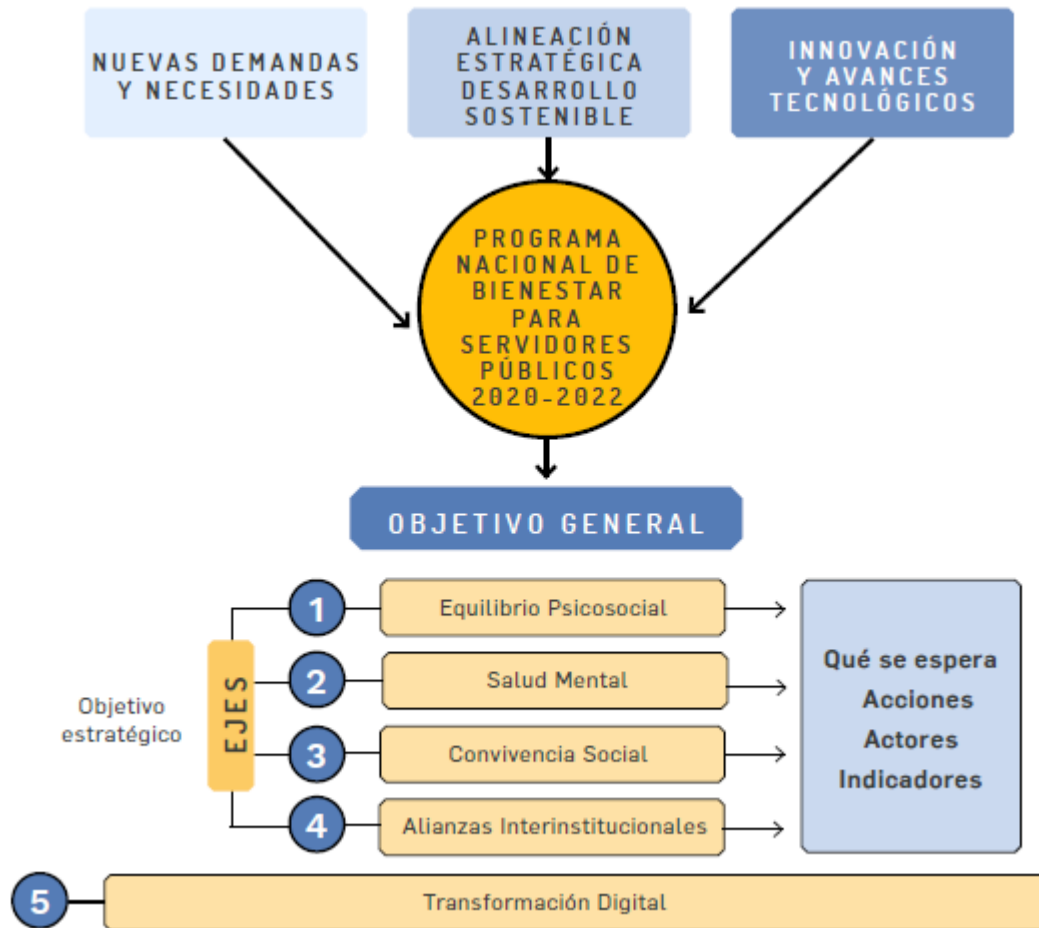 NUEVAS DEMANDAS
Y NECESIDADES
ALINEACIÓN
ESTRATÉGICA
DESARROLLO
SOSTENIBLE
INNOVACIÓN
Y AVANCES
TECNOLÓGICOS
PROGRAMA
NACIONAL DE
BIENESTAR
PARA
SERVIDORES
PÚBLICOS
2020-2022
OBJETIVO GENERAL
Objetivo
estratégico
EJES
1
Equilibrio Psicosocial
2
Salud Mental
3
Convivencia Social
4
Alianzas Interinstitucionales
Qué se espera
Acciones
Actores
Indicadores
5
Transformación Digital